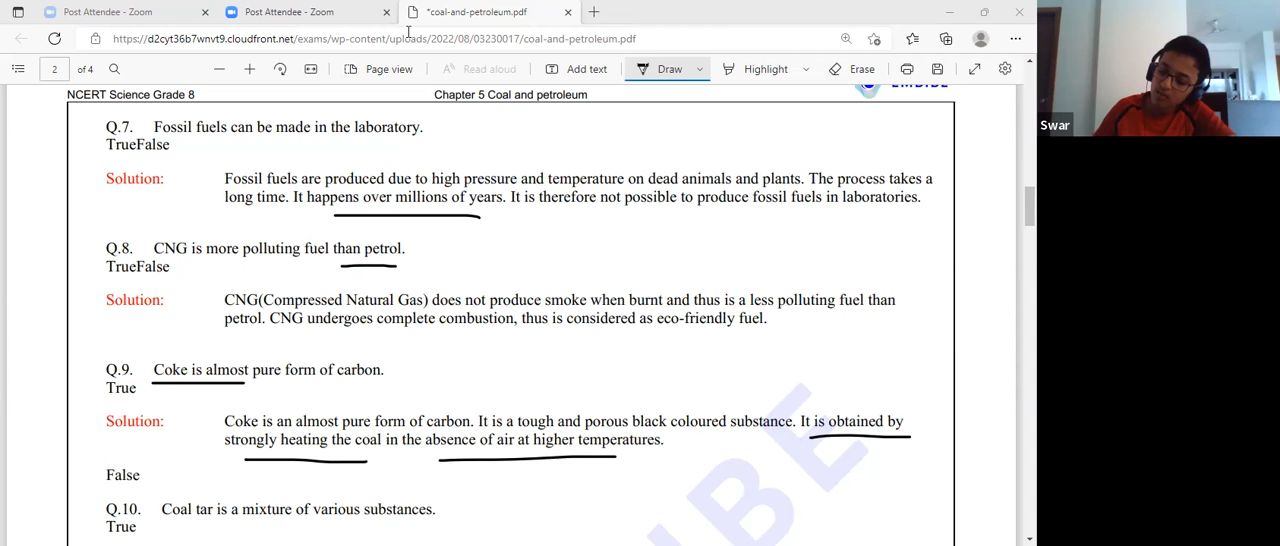 Post Attendee - Zoom
Post Attendee - Zoom
*coal-and-petroleum.pdf
https://d2cyt36b7wnvt9.cloudfront.net/exams/wp-content/uploads/2022/08/03230017/coal-and-petroleum.pdf
2 of 4
Page view
Read aloud
Add text
Draw
Highlight
Erase
NCERT Science Grade 8 Chapter 5 Coal and petroleum EMBIBE
Q.7. Fossil fuels can be made in the laboratory.
TrueFalse
Solution: Fossil fuels are produced due to high pressure and temperature on dead animals and plants. The process takes a
long time. It happens over millions of years. It is therefore not possible to produce fossil fuels in laboratories.
Q.8. CNG is more polluting fuel than petrol.
TrueFalse
Solution: CNG(Compressed Natural Gas) does not produce smoke when burnt and thus is a less polluting fuel than
petrol. CNG undergoes complete combustion, thus is considered as eco-friendly fuel.
Q.9. Coke is almost pure form of carbon.
True
Solution: Coke is an almost pure form of carbon. It is a tough and porous black coloured substance. It is obtained by
strongly heating the coal in the absence of air at higher temperatures.
False
Q.10. Coal tar is a mixture of various substances.
True
Swar